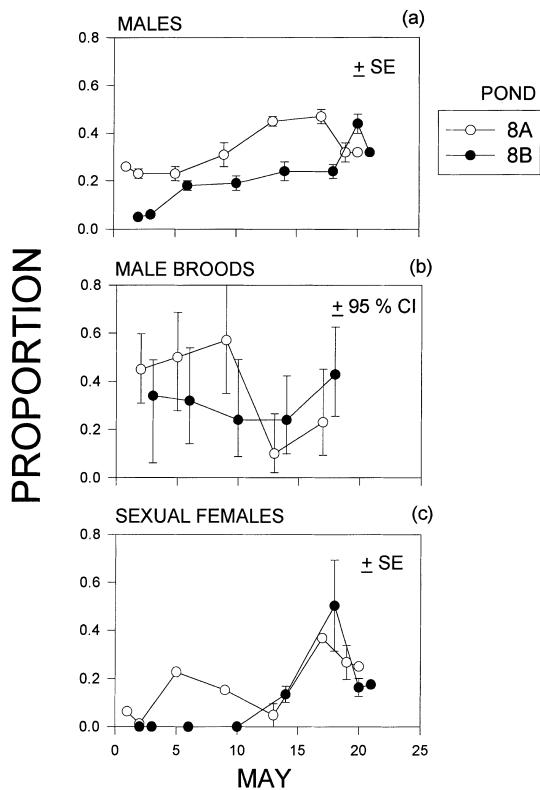 MALES
(a)
0.8
± SE
0.6
0.4
0.2
0.0
POND
8A
8B
PROPORTION
MALE BROODS
(b)
0.8
± 95 % CI
0.6
0.4
0.2
0.0
SEXUAL FEMALES
(c)
0.8
± SE
0.6
0.4
0.2
0.0
0 5 10 15 20 25
MAY